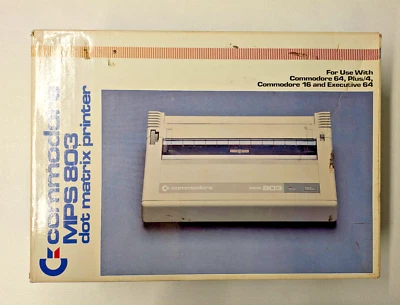 commodore
MPS 803
dot matrix printer
For Use With
Commodore 64, Plus/4,
Commodore 16 and Executive 64
commodore
MPS 803